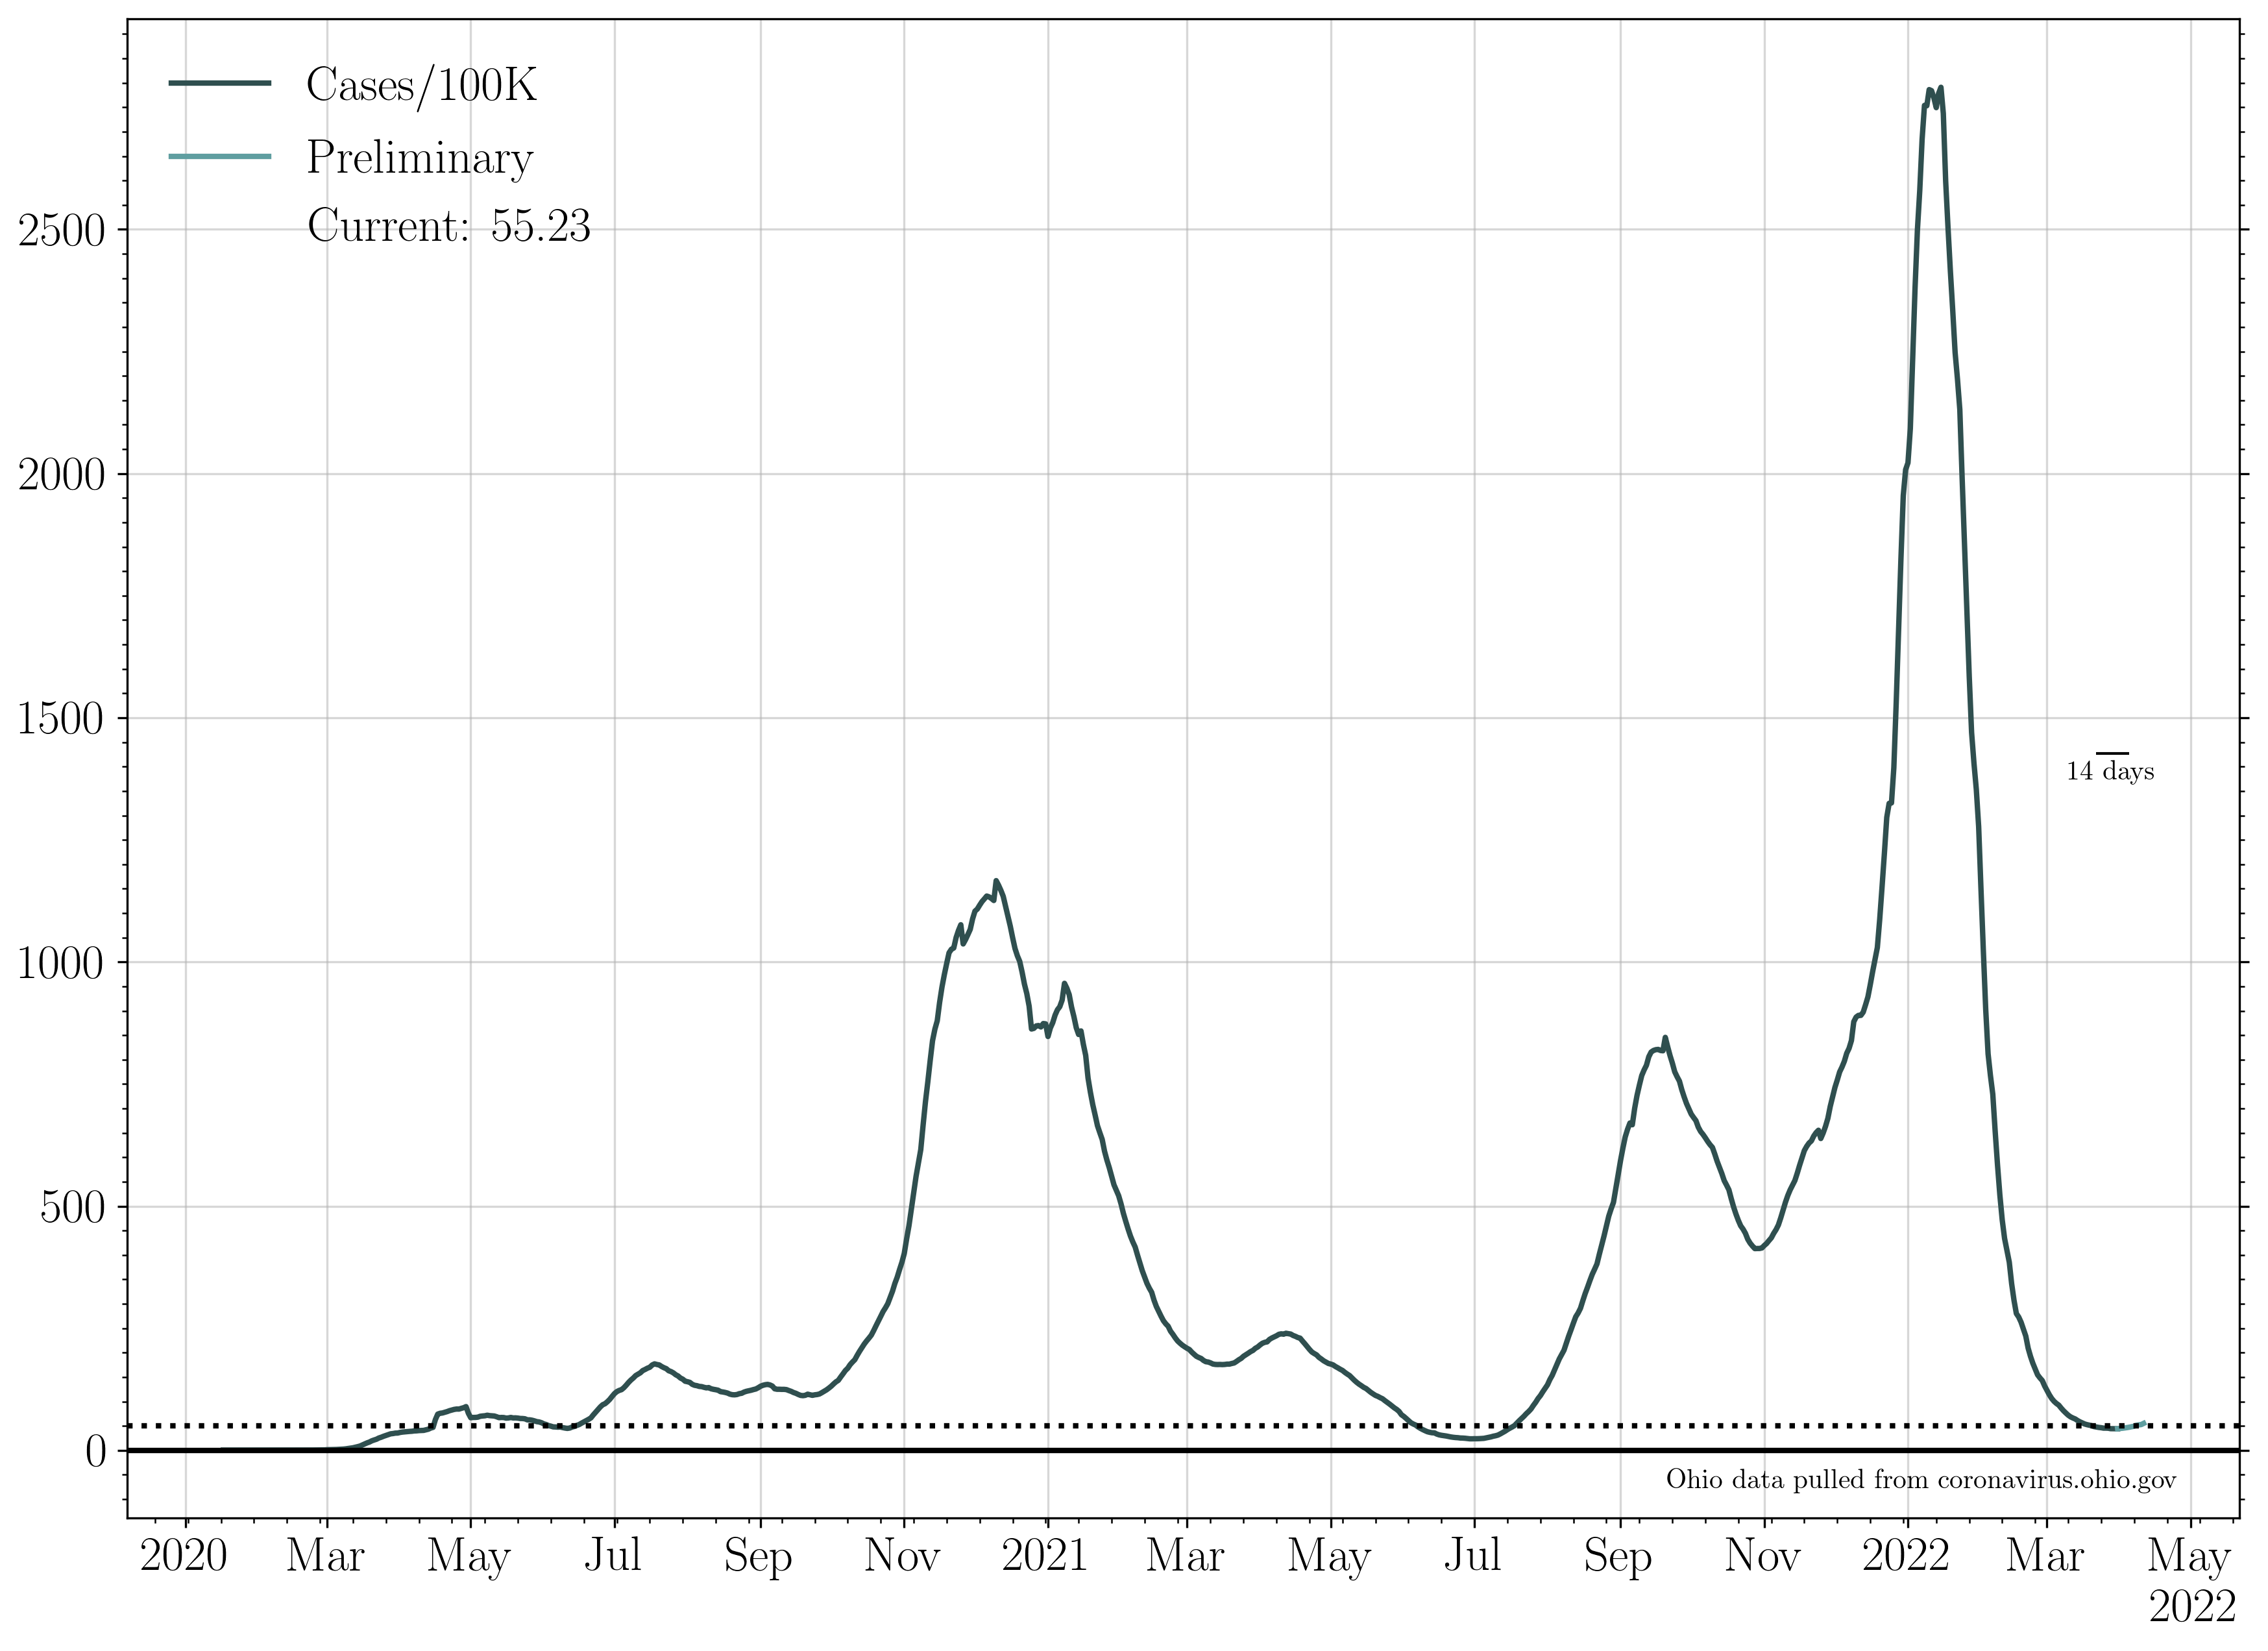 Cases/100K
Preliminary
Current: 55.23
2500
2000
1500
1000
500
0
14 days
Ohio data pulled from coronavirus.ohio.gov
2020 Mar May Jul Sep Nov 2021 Mar May Jul Sep Nov 2022 Mar May
2022